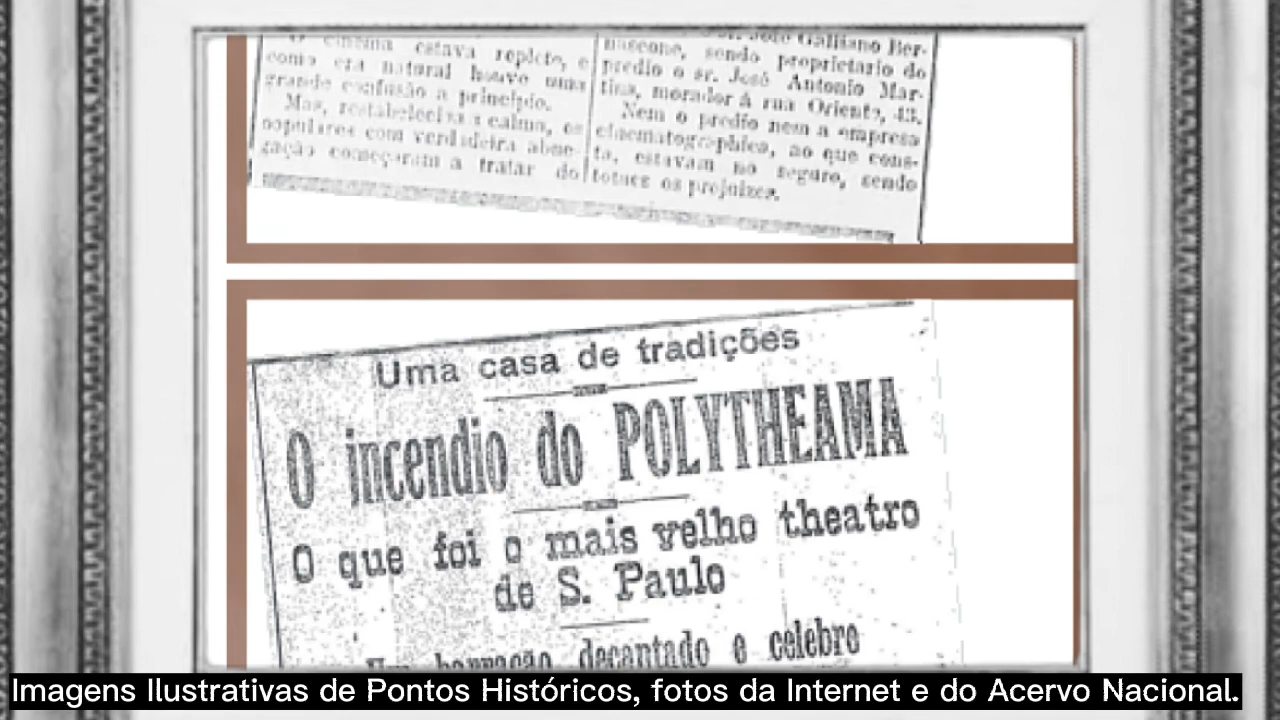 O cinema estava repleto, e
como era natural houve uma
grande confusão a principio.
Mas, restabelecida a calma, os
populares com verdadeira abne-
gação começaram a tratar do
José Galliano Ber-
nascone, sendo proprietario do
predio o sr. José Antonio Mar-
tins, morador á rua Oriente, 43.
Nem o predio nem a empresa
cinematographica, ao que cons-
ta, estavam no seguro, sendo
totaes os prejuizos.
Uma casa de tradições
O incendio do POLYTHEAMA
O que foi o mais velho theatro
de S. Paulo
Um barracão decantado e celebre
Imagens Ilustrativas de Pontos Históricos, fotos da Internet e do Acervo Nacional.